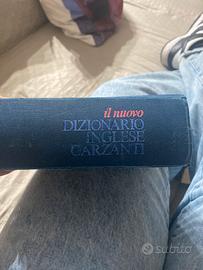 il nuovo
DIZIONARIO
INGLESE
GARZANTI
subito